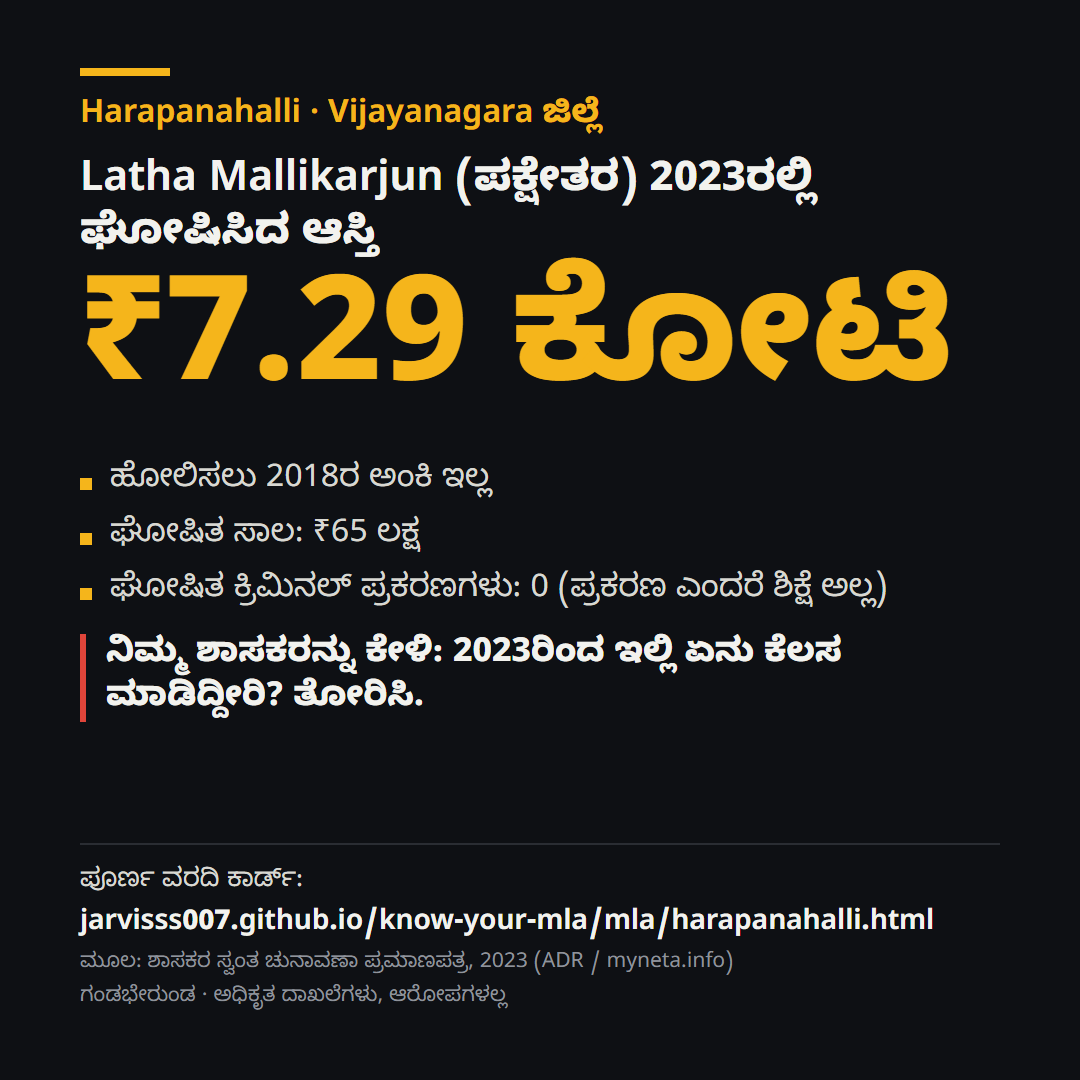 Harapanahalli · Vijayanagara ಜಿಲ್ಲೆ
Latha Mallikarjun (ಪಕ್ಷೇತರ) 2023ರಲ್ಲಿ
ಘೋಷಿಸಿದ ಆಸ್ತಿ
₹7.29 ಕೋಟಿ
ಹೋಲಿಸಲು 2018ರ ಅಂಕಿ ಇಲ್ಲ
ಘೋಷಿತ ಸಾಲ: ₹65 ಲಕ್ಷ
ಘೋಷಿತ ಕ್ರಿಮಿನಲ್ ಪ್ರಕರಣಗಳು: 0 (ಪ್ರಕರಣ ಎಂದರೆ ಶಿಕ್ಷೆ ಅಲ್ಲ)
ನಿಮ್ಮ ಶಾಸಕರನ್ನು ಕೇಳಿ: 2023ರಿಂದ ಇಲ್ಲಿ ಏನು ಕೆಲಸ
ಮಾಡಿದ್ದೀರಿ? ತೋರಿಸಿ.
ಪೂರ್ಣ ವರದಿ ಕಾರ್ಡ್:
jarvisss007.github.io/know-your-mla/mla/harapanahalli.html
ಮೂಲ: ಶಾಸಕರ ಸ್ವಂತ ಚುನಾವಣಾ ಪ್ರಮಾಣಪತ್ರ, 2023 (ADR / myneta.info)
ಗಂಡಭೇರುಂಡ · ಅಧಿಕೃತ ದಾಖಲೆಗಳು, ಆರೋಪಗಳಲ್ಲ